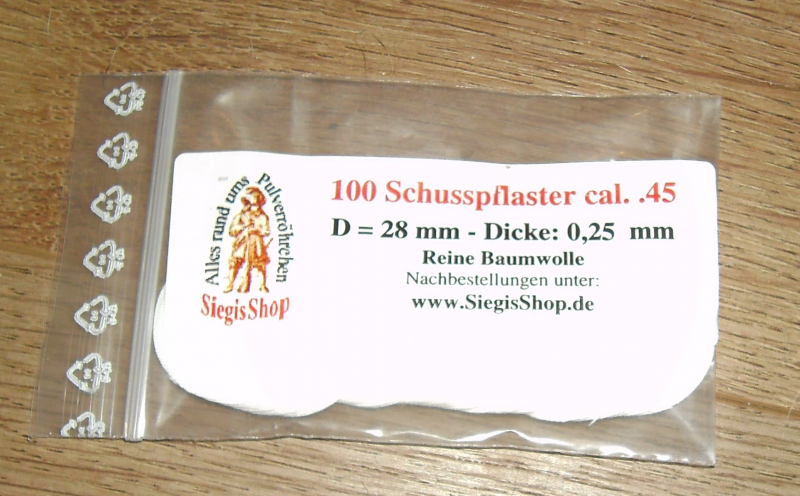 Alles rund ums Pulverröhrchen
SiegisShop
100 Schusspflaster cal. .45
D = 28 mm - Dicke: 0,25 mm
Reine Baumwolle
Nachbestellungen unter:
www.SiegisShop.de